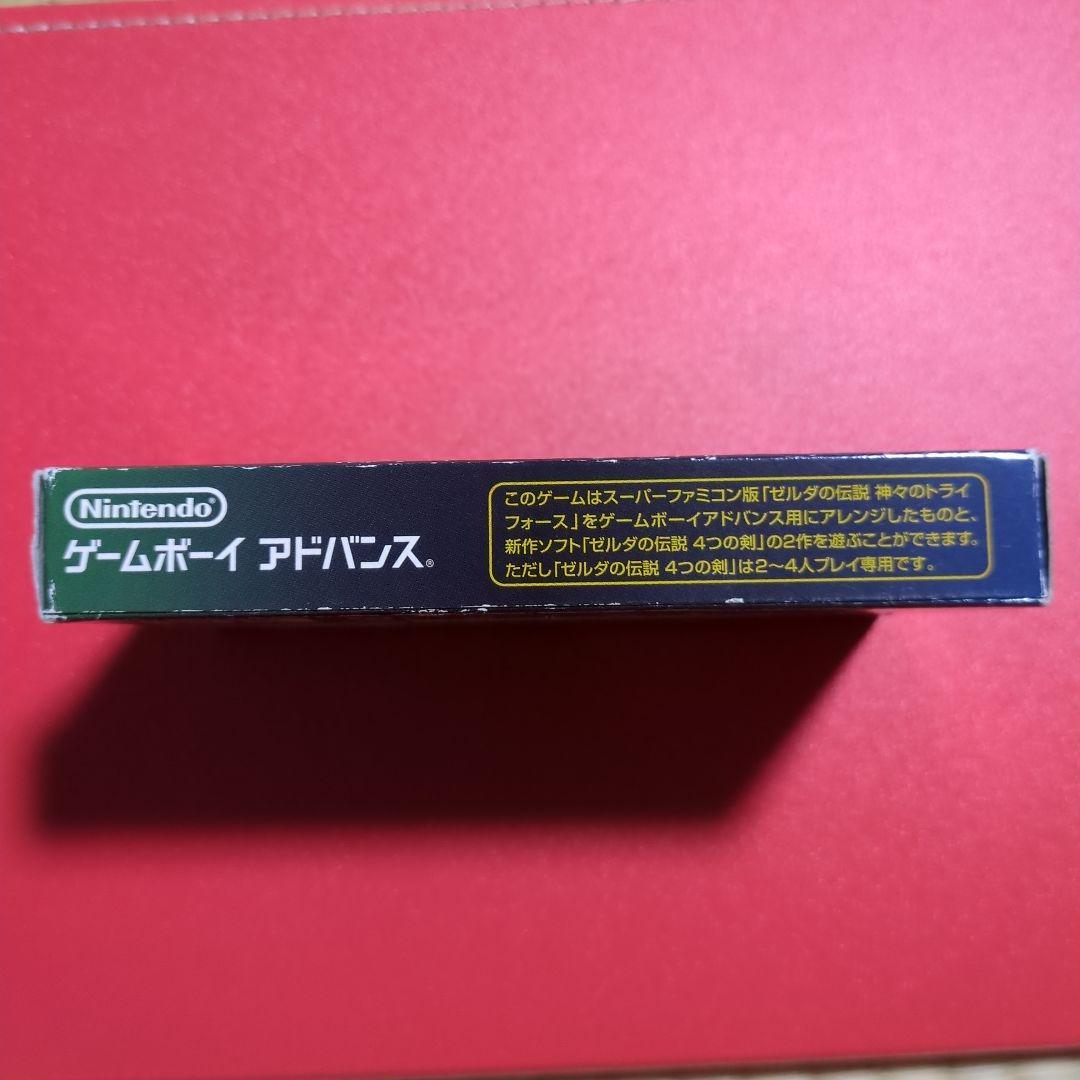 Nintendo®
ゲームボーイ アドバンス®
このゲームはスーパーファミコン版「ゼルダの伝説 神々のトライ
フォース」をゲームボーイアドバンス用にアレンジしたものと、
新作ソフト「ゼルダの伝説 4つの剣」の2作を遊ぶことができます。
ただし「ゼルダの伝説 4つの剣」は2〜4人プレイ専用です。